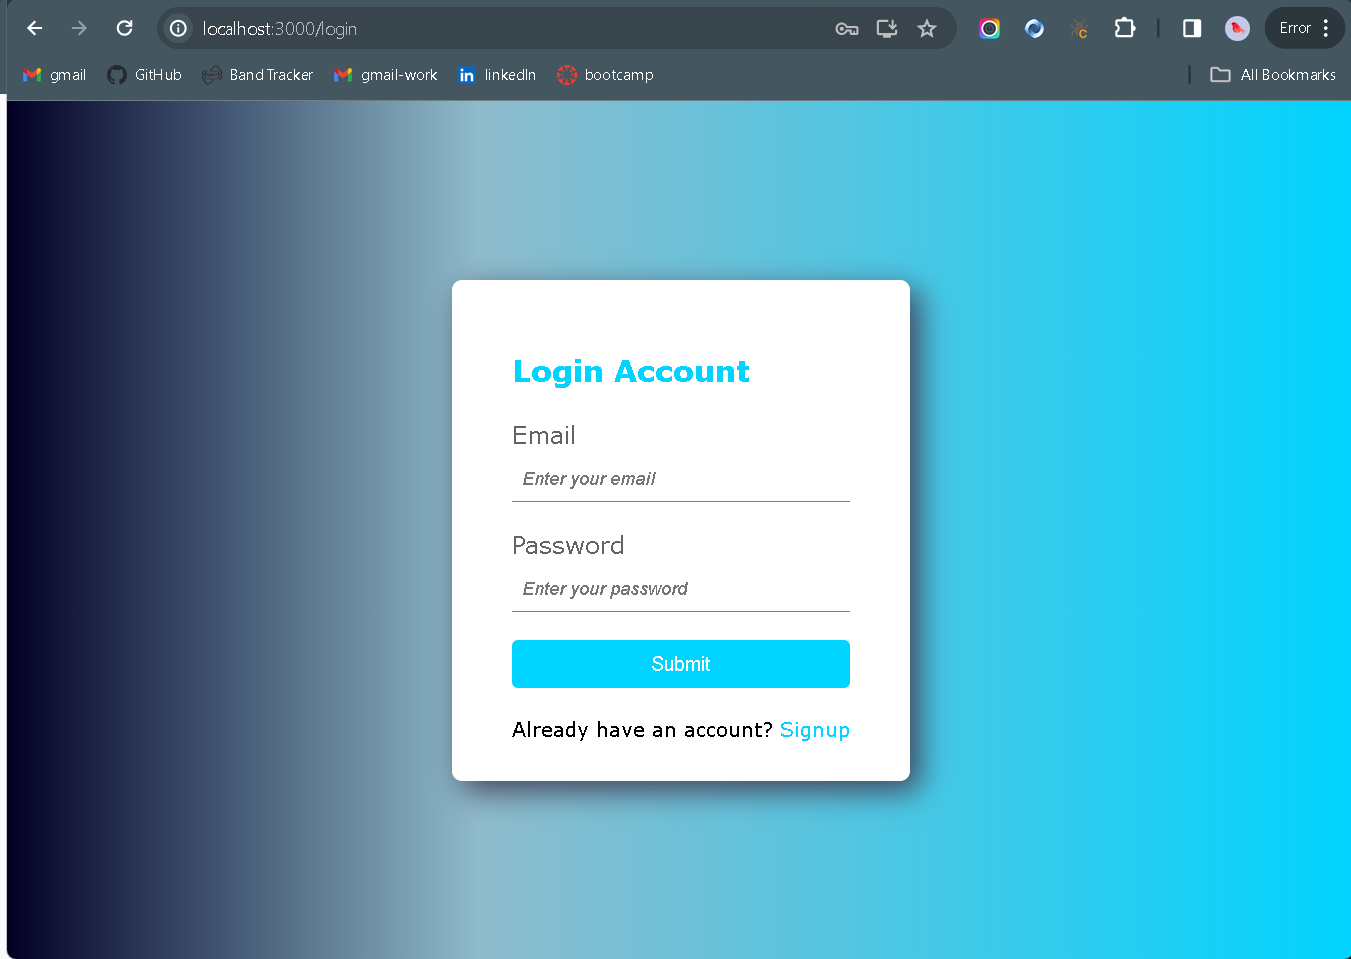 localhost:3000/login
Error
gmail
GitHub
Band Tracker
gmail-work
linkedIn
bootcamp
All Bookmarks
Login Account
Email
Enter your email
Password
Enter your password
Submit
Already have an account? Signup